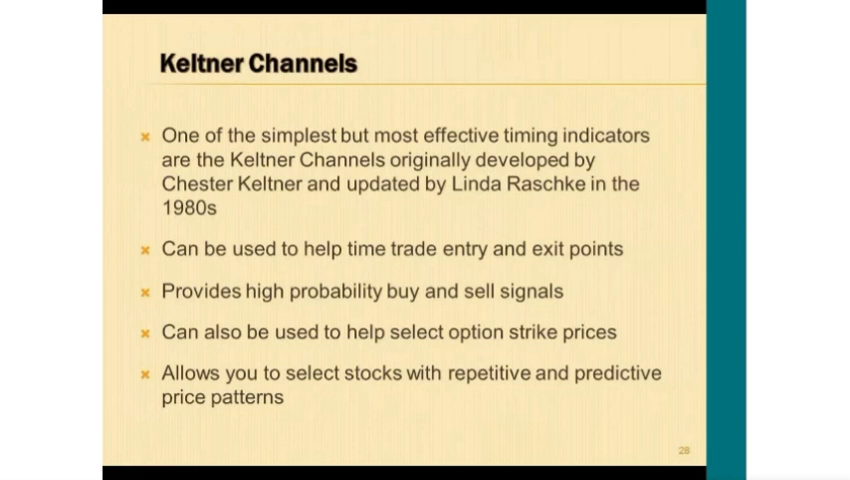 Keltner Channels
× One of the simplest but most effective timing indicators
are the Keltner Channels originally developed by
Chester Keltner and updated by Linda Raschke in the
1980s
× Can be used to help time trade entry and exit points
× Provides high probability buy and sell signals
× Can also be used to help select option strike prices
× Allows you to select stocks with repetitive and predictive
price patterns
28